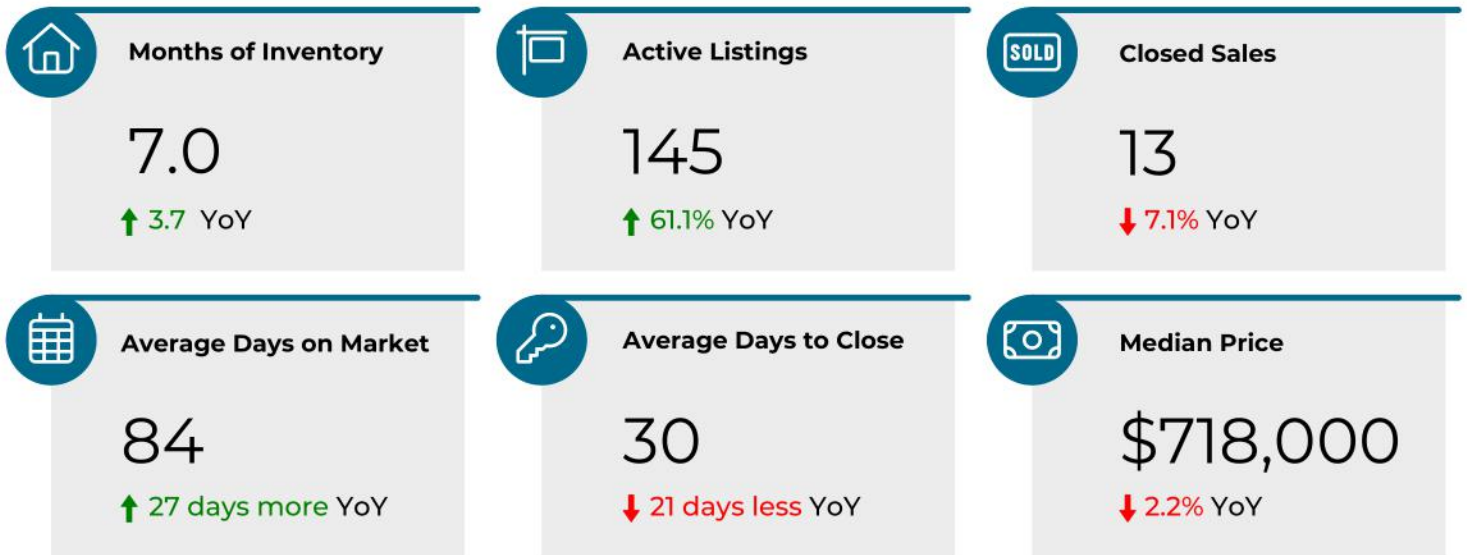 Months of Inventory
7.0
3.7 YoY
Active Listings
145
61.1% YoY
SOLD
Closed Sales
13
7.1% YoY
Average Days on Market
84
27 days more YoY
Average Days to Close
30
21 days less YoY
Median Price
$718,000
2.2% YoY